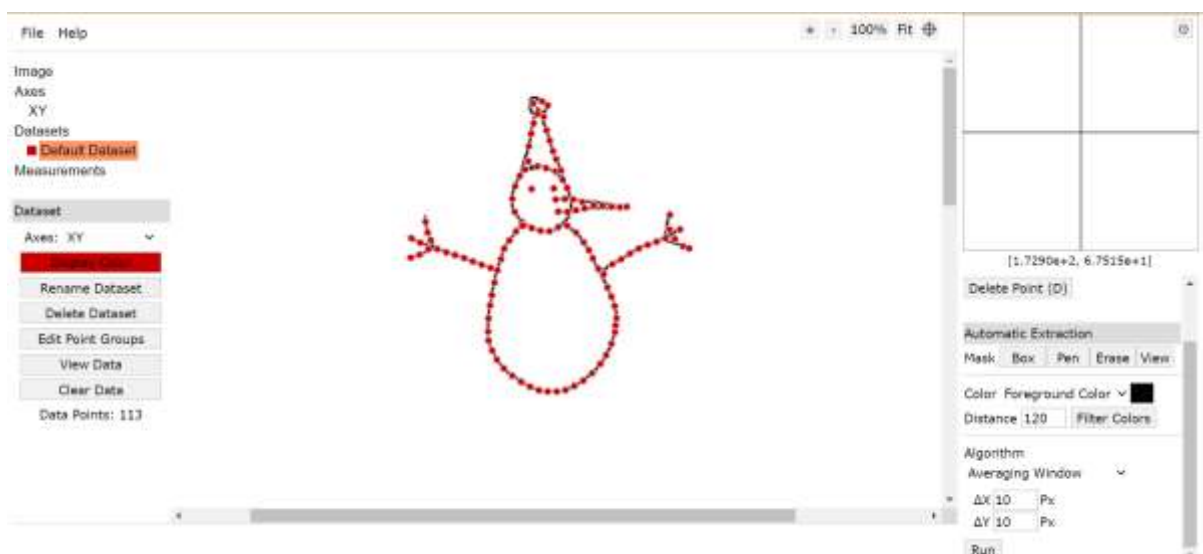 File Help
100% Fit
Image
Axes
XY
Datasets
Default Dataset
Measurements
Dataset
Axes: XY
Rename Dataset
Delete Dataset
Edit Point Groups
View Data
Clear Data
Data Points: 113
[1.7290e+2, 6.7515e+1]
Delete Point (D)
Automatic Extraction
Mask Box Pen Erase View
Color Foreground Color
Distance 120 Filter Colors
Algorithm
Averaging Window
ΔX 10 Px
ΔY 10 Px
Run